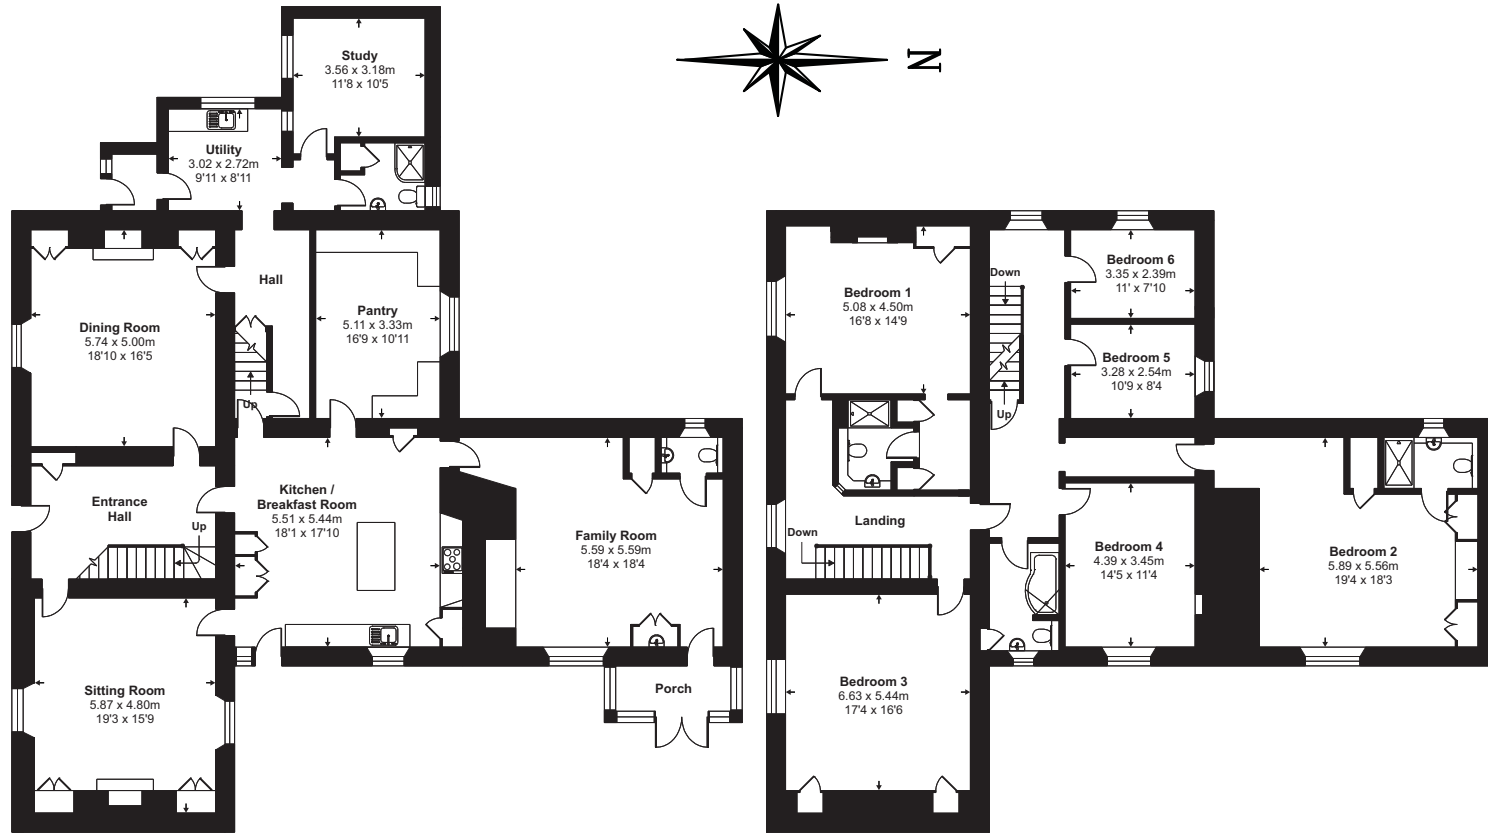 N
Study
3.56 x 3.18m
11'8 x 10'5
Utility
3.02 x 2.72m
9'11 x 8'11
Hall
Pantry
5.11 x 3.33m
16'9 x 10'11
Dining Room
5.74 x 5.00m
18'10 x 16'5
Up
Entrance
Hall
Up
Kitchen /
Breakfast Room
5.51 x 5.44m
18'1 x 17'10
Family Room
5.59 x 5.59m
18'4 x 18'4
Sitting Room
5.87 x 4.80m
19'3 x 15'9
Porch
Bedroom 1
5.08 x 4.50m
16'8 x 14'9
Down
Up
Bedroom 6
3.35 x 2.39m
11' x 7'10
Bedroom 5
3.28 x 2.54m
10'9 x 8'4
Landing
Down
Bedroom 4
4.39 x 3.45m
14'5 x 11'4
Bedroom 2
5.89 x 5.56m
19'4 x 18'3
Bedroom 3
6.63 x 5.44m
17'4 x 16'6